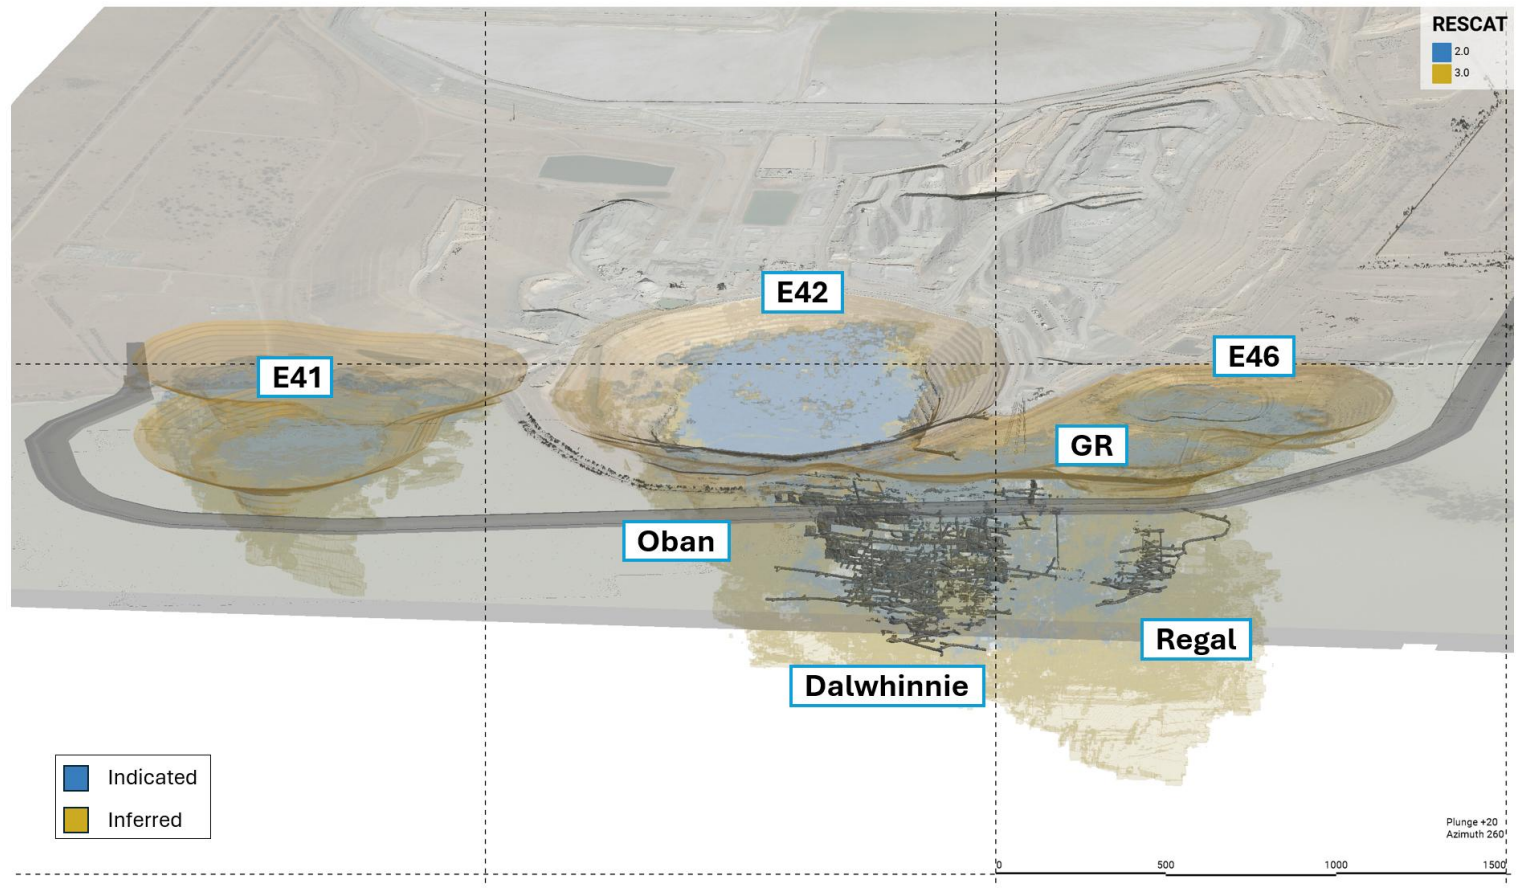 RESCAT
2.0
3.0
E42
E46
E41
GR
Oban
Regal
Dalwhinnie
Indicated
Inferred
Plunge +20
Azimuth 260
0 500 1000 1500